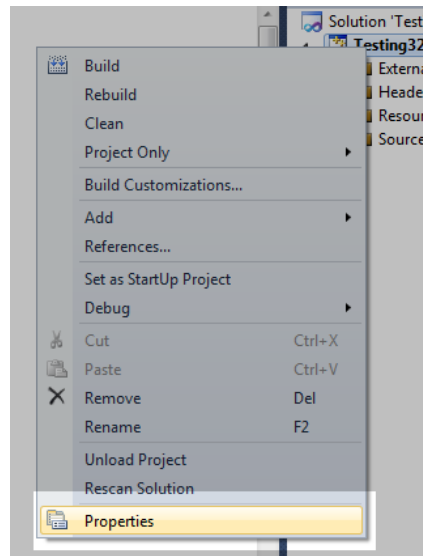 Solution 'Test
Testing32
Build
Externa
Rebuild
Heade
Clean
Resour
Project Only
Source
Build Customizations...
Add
References...
Set as StartUp Project
Debug
Cut Ctrl+X
Paste Ctrl+V
Remove Del
Rename F2
Unload Project
Rescan Solution
Properties